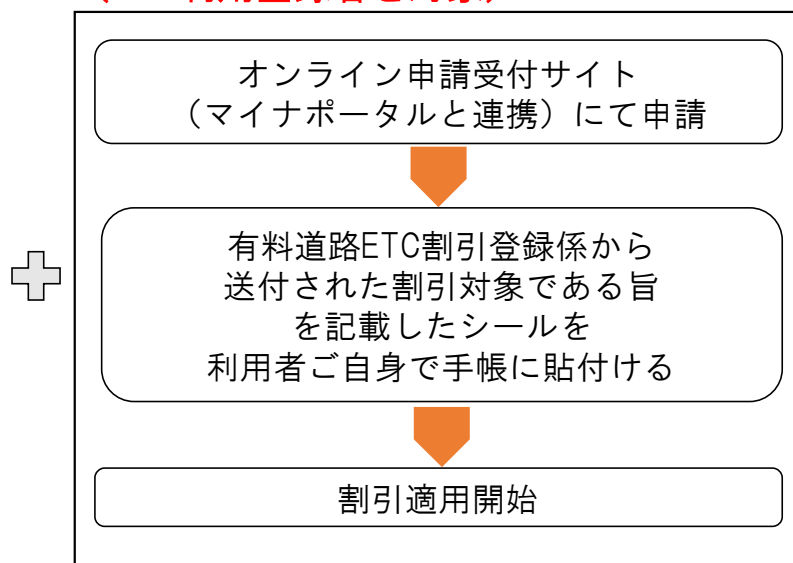 オンライン申請受付サイト
（マイナポータルと連携）にて申請
有料道路ETC割引登録係から
送付された割引対象である旨
を記載したシールを
利用者ご自身で手帳に貼付ける
割引適用開始